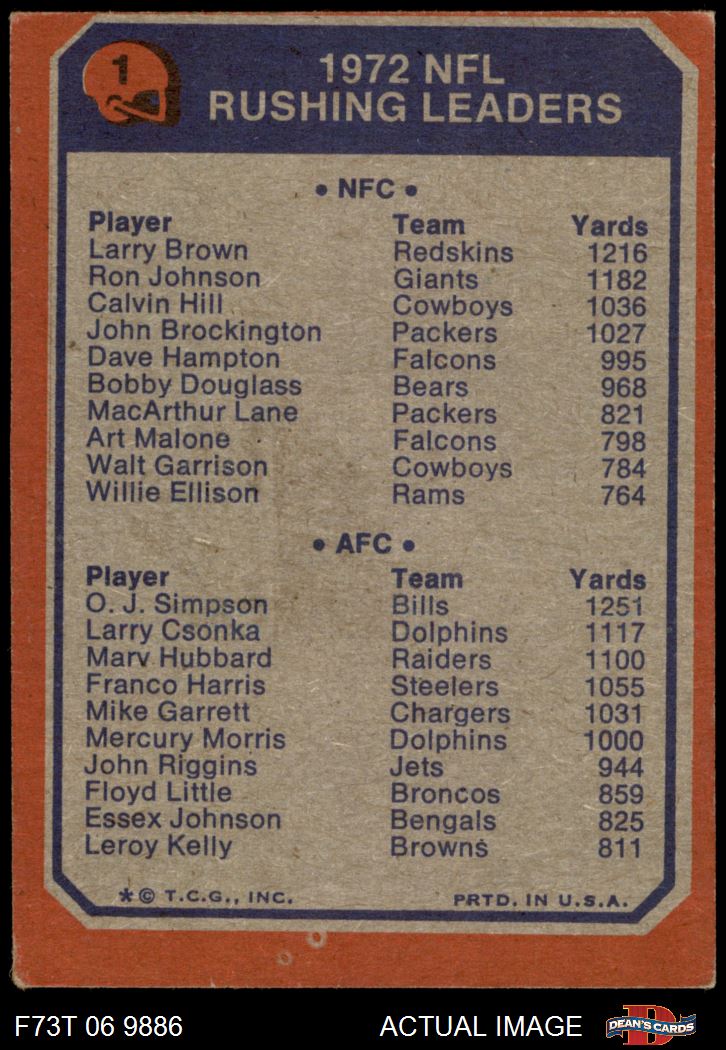 1
1972 NFL
RUSHING LEADERS
• NFC •
Player Team Yards
Larry Brown Redskins 1216
Ron Johnson Giants 1182
Calvin Hill Cowboys 1036
John Brockington Packers 1027
Dave Hampton Falcons 995
Bobby Douglass Bears 968
MacArthur Lane Packers 821
Art Malone Falcons 798
Walt Garrison Cowboys 784
Willie Ellison Rams 764
• AFC •
Player Team Yards
O. J. Simpson Bills 1251
Larry Csonka Dolphins 1117
Marv Hubbard Raiders 1100
Franco Harris Steelers 1055
Mike Garrett Chargers 1031
Mercury Morris Dolphins 1000
John Riggins Jets 944
Floyd Little Broncos 859
Essex Johnson Bengals 825
Leroy Kelly Browns 811
*© T.C.G., INC. PRTD. IN U.S.A.
F73T 06 9886 ACTUAL IMAGE D DEAN'S CARDS